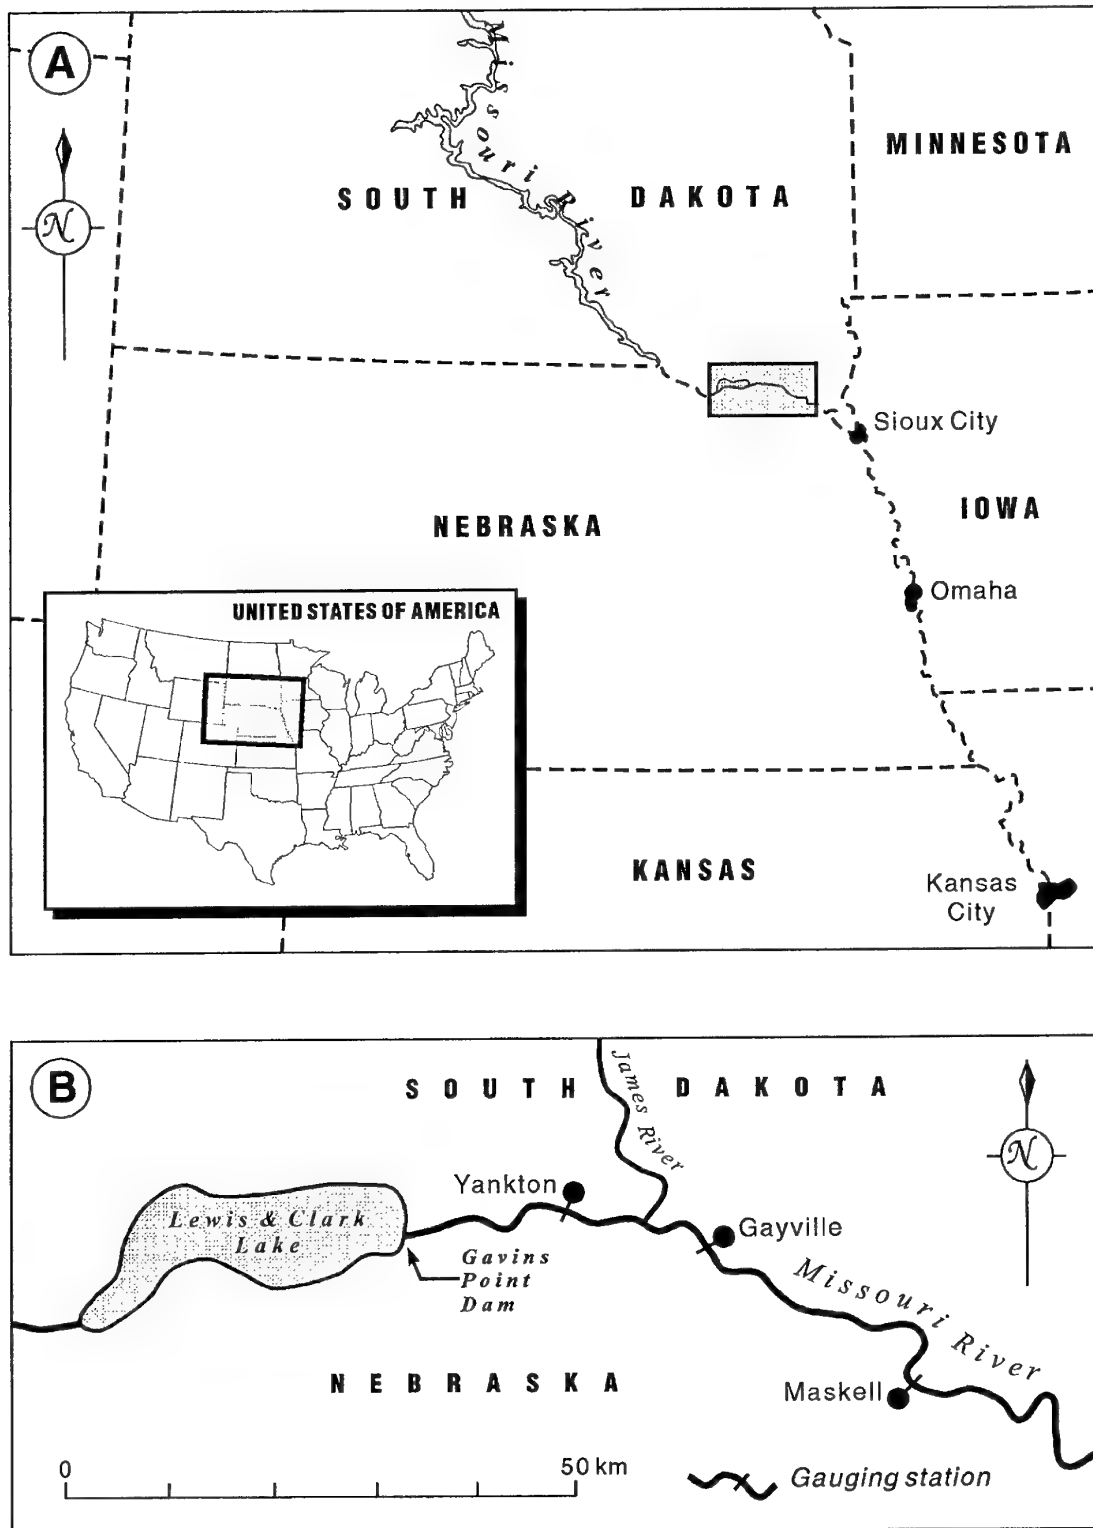 A
N
Missouri River
SOUTH DAKOTA
MINNESOTA
Sioux City
NEBRASKA
IOWA
Omaha
UNITED STATES OF AMERICA
KANSAS
Kansas
City
B
SOUTH DAKOTA
James River
N
Yankton
Lewis & Clark
Lake
Gayville
Gavins
Point
Dam
Missouri River
NEBRASKA
Maskell
0
50 km
Gauging station